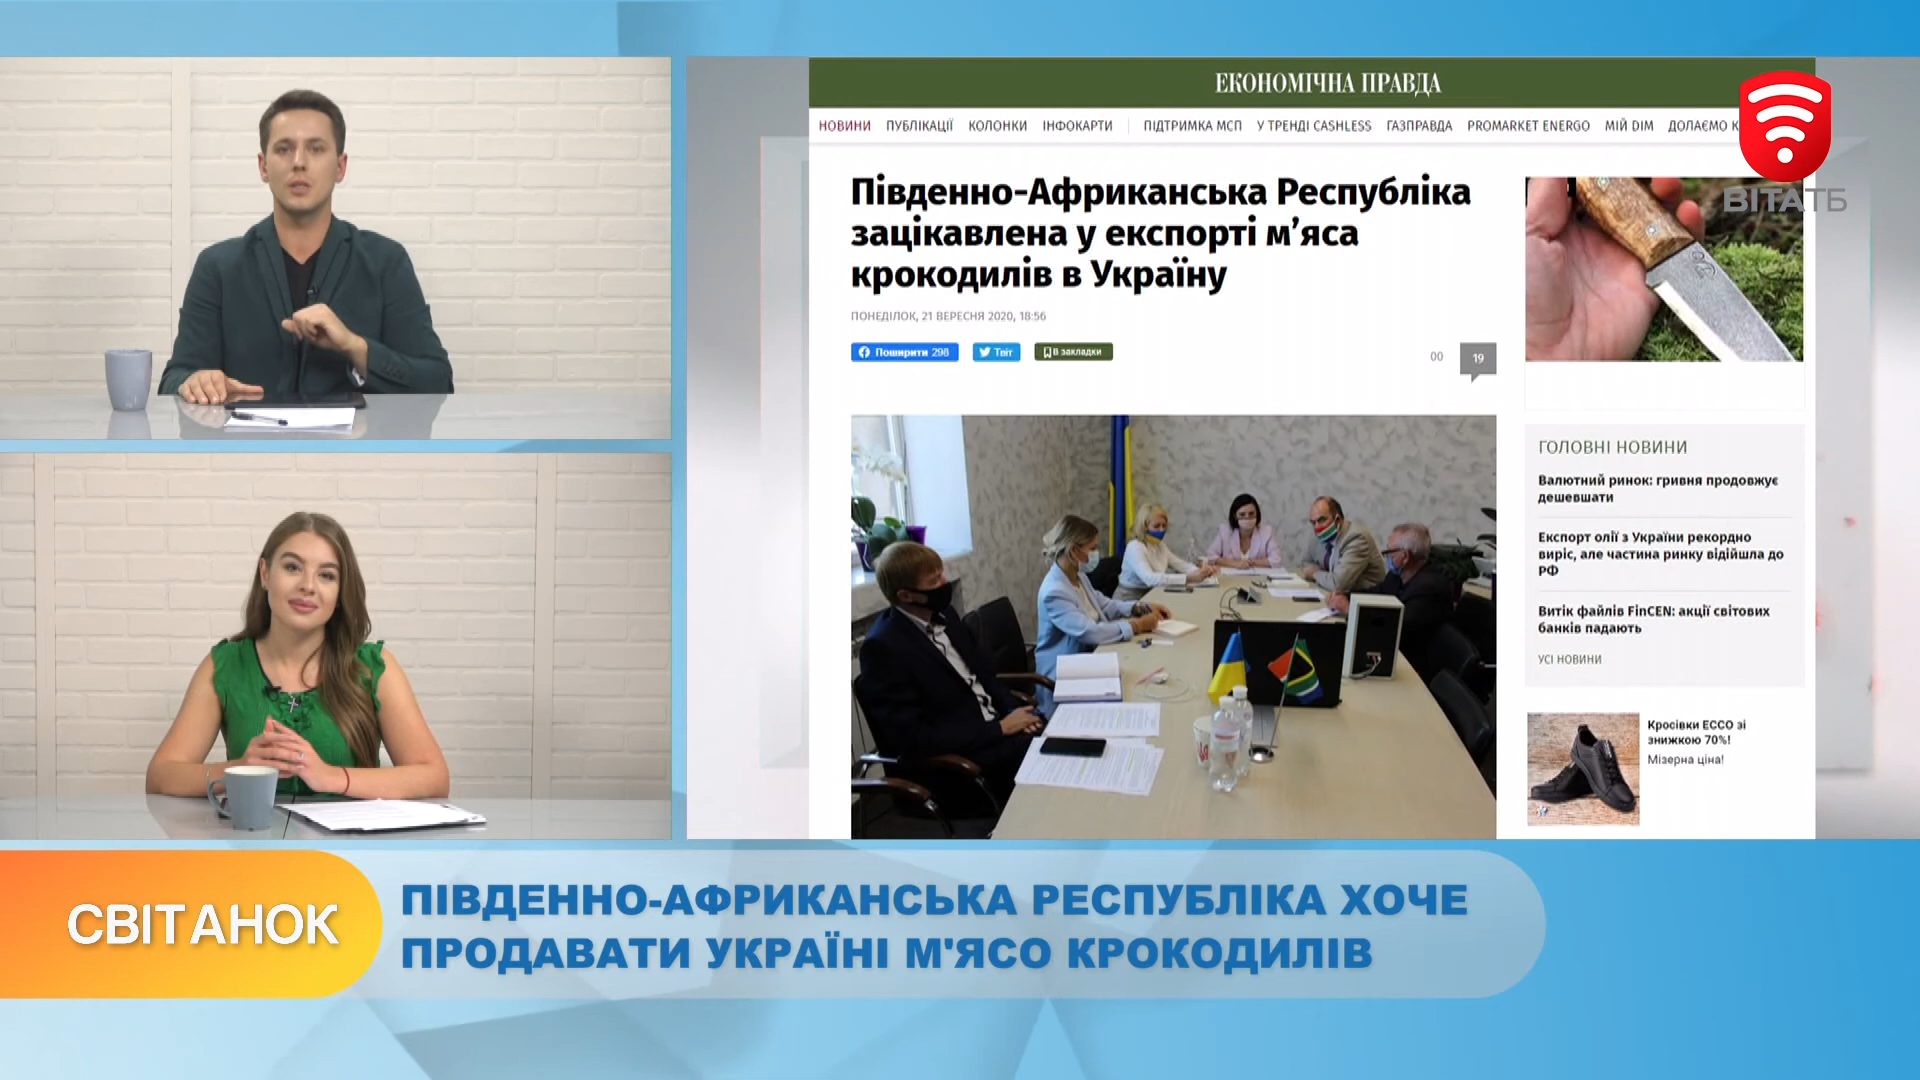 ЕКОНОМІЧНА ПРАВДА
НОВИНИ ПУБЛІКАЦІЇ КОЛОНКИ ІНФОКАРТИ ПІДТРИМКА МСП У ТРЕНДІ CASHLESS ГАЗПРАВДА PROMARKET ENERGO МІЙ DIM ДОЛАЄМО К
ВІТАТБ
Південно-Африканська Республіка
зацікавлена у експорті м’яса
крокодилів в Україну
ПОНЕДІЛОК, 21 ВЕРЕСНЯ 2020, 18:56
Поширити 298 Твіт В закладки
00 19
ГОЛОВНІ НОВИНИ
Валютний ринок: гривня продовжує
дешевшати
Експорт олії з України рекордно
виріс, але частина ринку відійшла до
РФ
Витік файлів FinCEN: акції світових
банків падають
УСІ НОВИНИ
Кросівки ECCO зі
знижкою 70%!
Мізерна ціна!
СВІТАНОК
ПІВДЕННО-АФРИКАНСЬКА РЕСПУБЛІКА ХОЧЕ
ПРОДАВАТИ УКРАЇНІ М'ЯСО КРОКОДИЛІВ